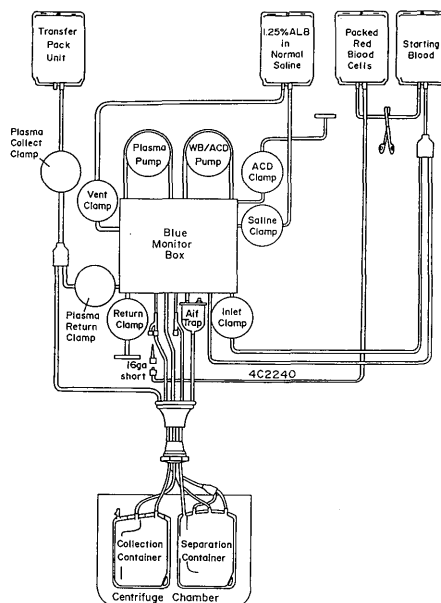 Transfer
Pack
Unit
1.25%ALB
in
Normal
Saline
Packed
Red
Blood
Cells
Starting
Blood
Plasma
Collect
Clamp
Plasma
Pump
WB/ACD
Pump
ACD
Clamp
Vent
Clamp
Saline
Clamp
Blue
Monitor
Box
Plasma
Return
Clamp
Return
Clamp
Air
Trap
Inlet
Clamp
16ga
short
4C2240
Collection
Container
Separation
Container
Centrifuge Chamber